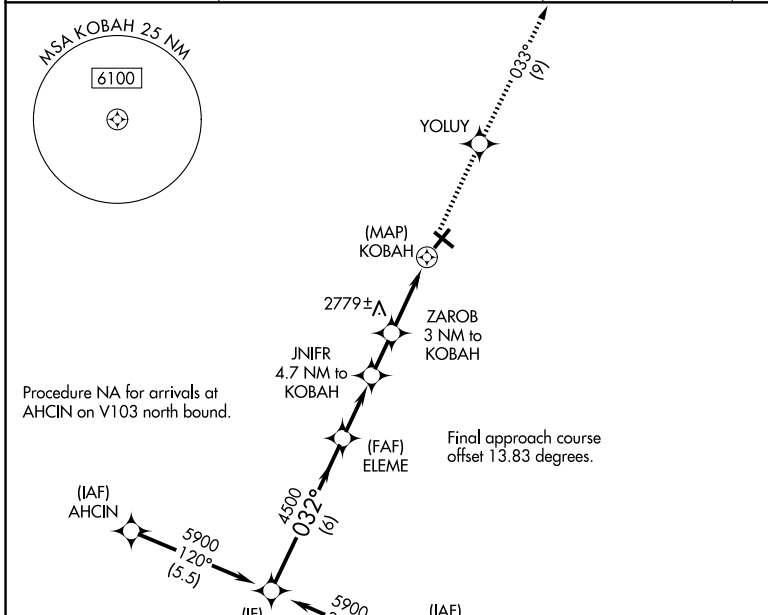 MSA KOBAH 25 NM
6100
033°
(9)
YOLUY
(MAP)
KOBAH
2779±
ZAROB
3 NM to
KOBAH
JNIFR
4.7 NM to
KOBAH
Procedure NA for arrivals at
AHCIN on V103 north bound.
(FAF)
ELEME
Final approach course
offset 13.83 degrees.
4500
032°
(6)
(IAF)
AHCIN
5900
120°
(5.5)
5900
(IF)
(IAF)